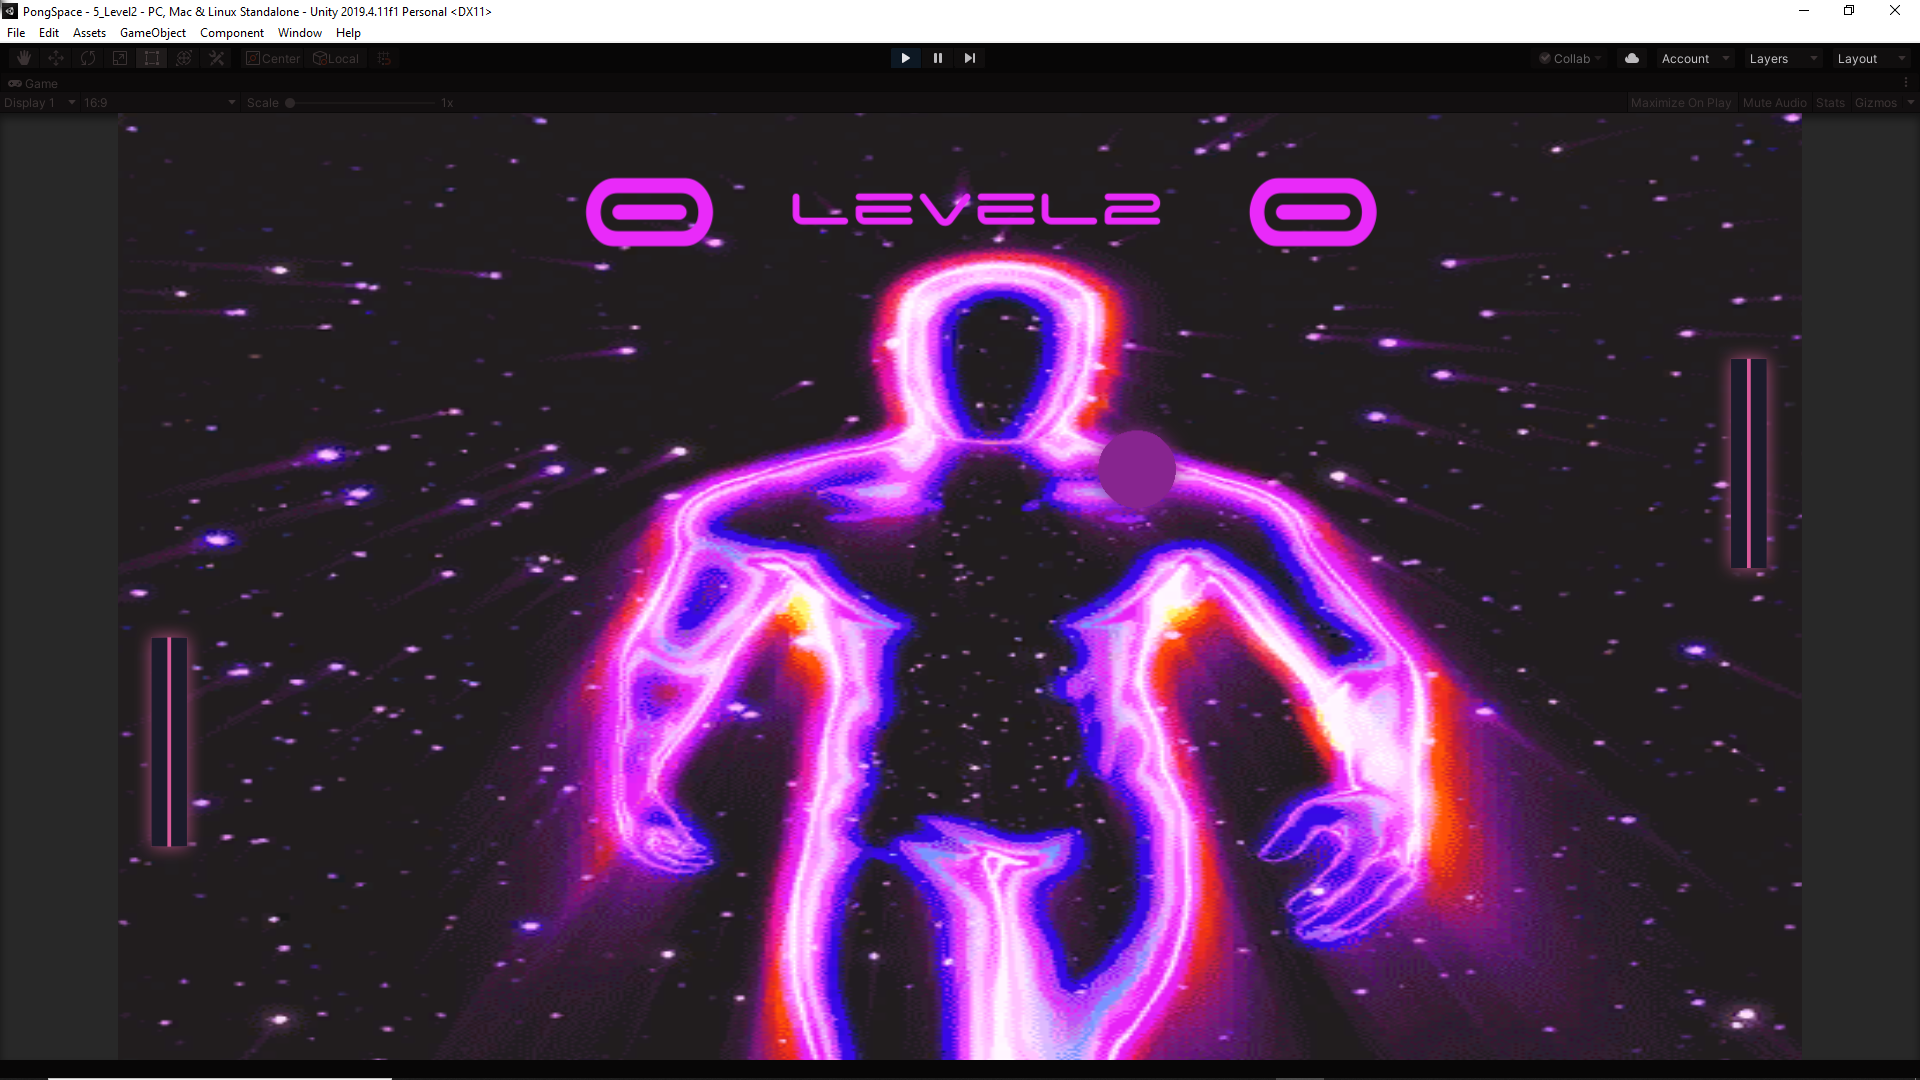 PongSpace - 5_Level2 - PC, Mac & Linux Standalone - Unity 2019.4.11f1 Personal <DX11>
File Edit Assets GameObject Component Window Help
Center Local Collab Account Layers Layout
Game
Display 1 16:9 Scale 1x Maximize On Play Mute Audio Stats Gizmos
0 LEVEL2 0